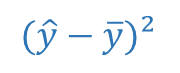 (ŷ − ȳ)²